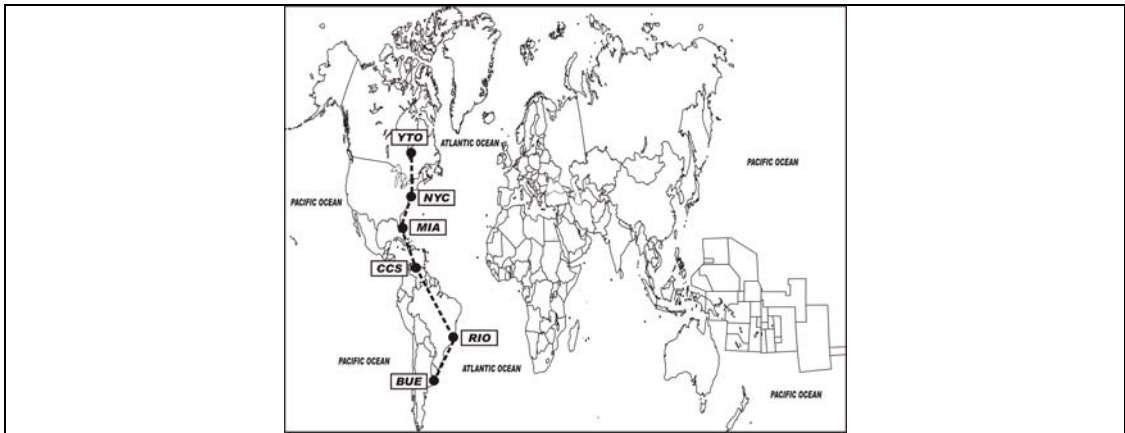 YTO
ATLANTIC OCEAN
PACIFIC OCEAN
PACIFIC OCEAN
NYC
MIA
CCS
RIO
PACIFIC OCEAN
ATLANTIC OCEAN
BUE
PACIFIC OCEAN